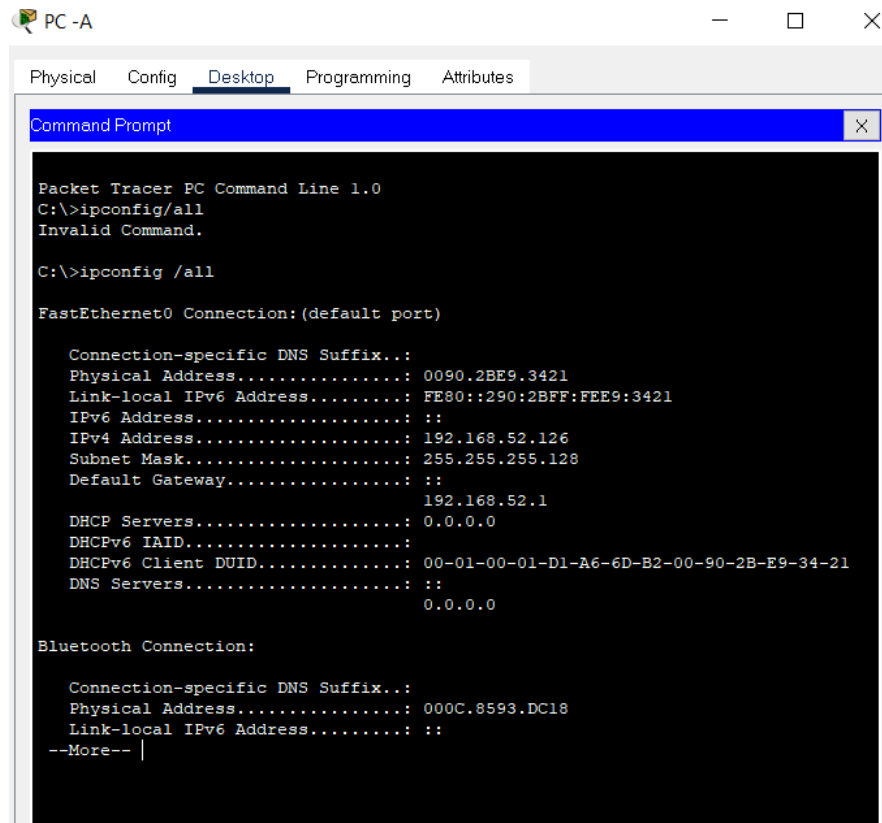 PC -A
Physical Config Desktop Programming Attributes
Command Prompt
Packet Tracer PC Command Line 1.0
C:\>ipconfig/all
Invalid Command.
C:\>ipconfig /all
FastEthernet0 Connection:(default port)
Connection-specific DNS Suffix..:
Physical Address................: 0090.2BE9.3421
Link-local IPv6 Address.........: FE80::290:2BFF:FEE9:3421
IPv6 Address....................: ::
IPv4 Address....................: 192.168.52.126
Subnet Mask.....................: 255.255.255.128
Default Gateway.................: ::
192.168.52.1
DHCP Servers....................: 0.0.0.0
DHCPv6 IAID.....................:
DHCPv6 Client DUID..............: 00-01-00-01-D1-A6-6D-B2-00-90-2B-E9-34-21
DNS Servers.....................: ::
0.0.0.0
Bluetooth Connection:
Connection-specific DNS Suffix..:
Physical Address................: 000C.8593.DC18
Link-local IPv6 Address.........: ::
--More--